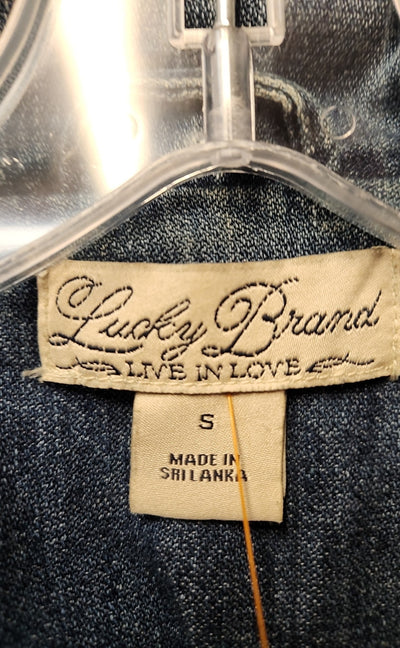 Lucky Brand
LIVE IN LOVE
S
MADE IN
SRI LANKA